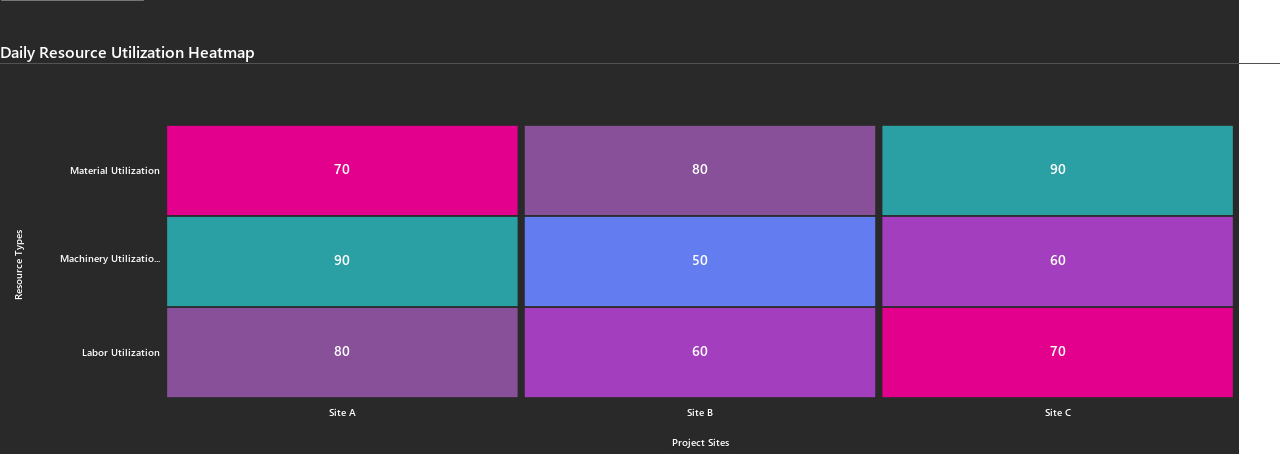 Daily Resource Utilization Heatmap
Resource Types
Material Utilization
70
80
90
Machinery Utilizatio...
90
50
60
Labor Utilization
80
60
70
Site A
Site B
Site C
Project Sites